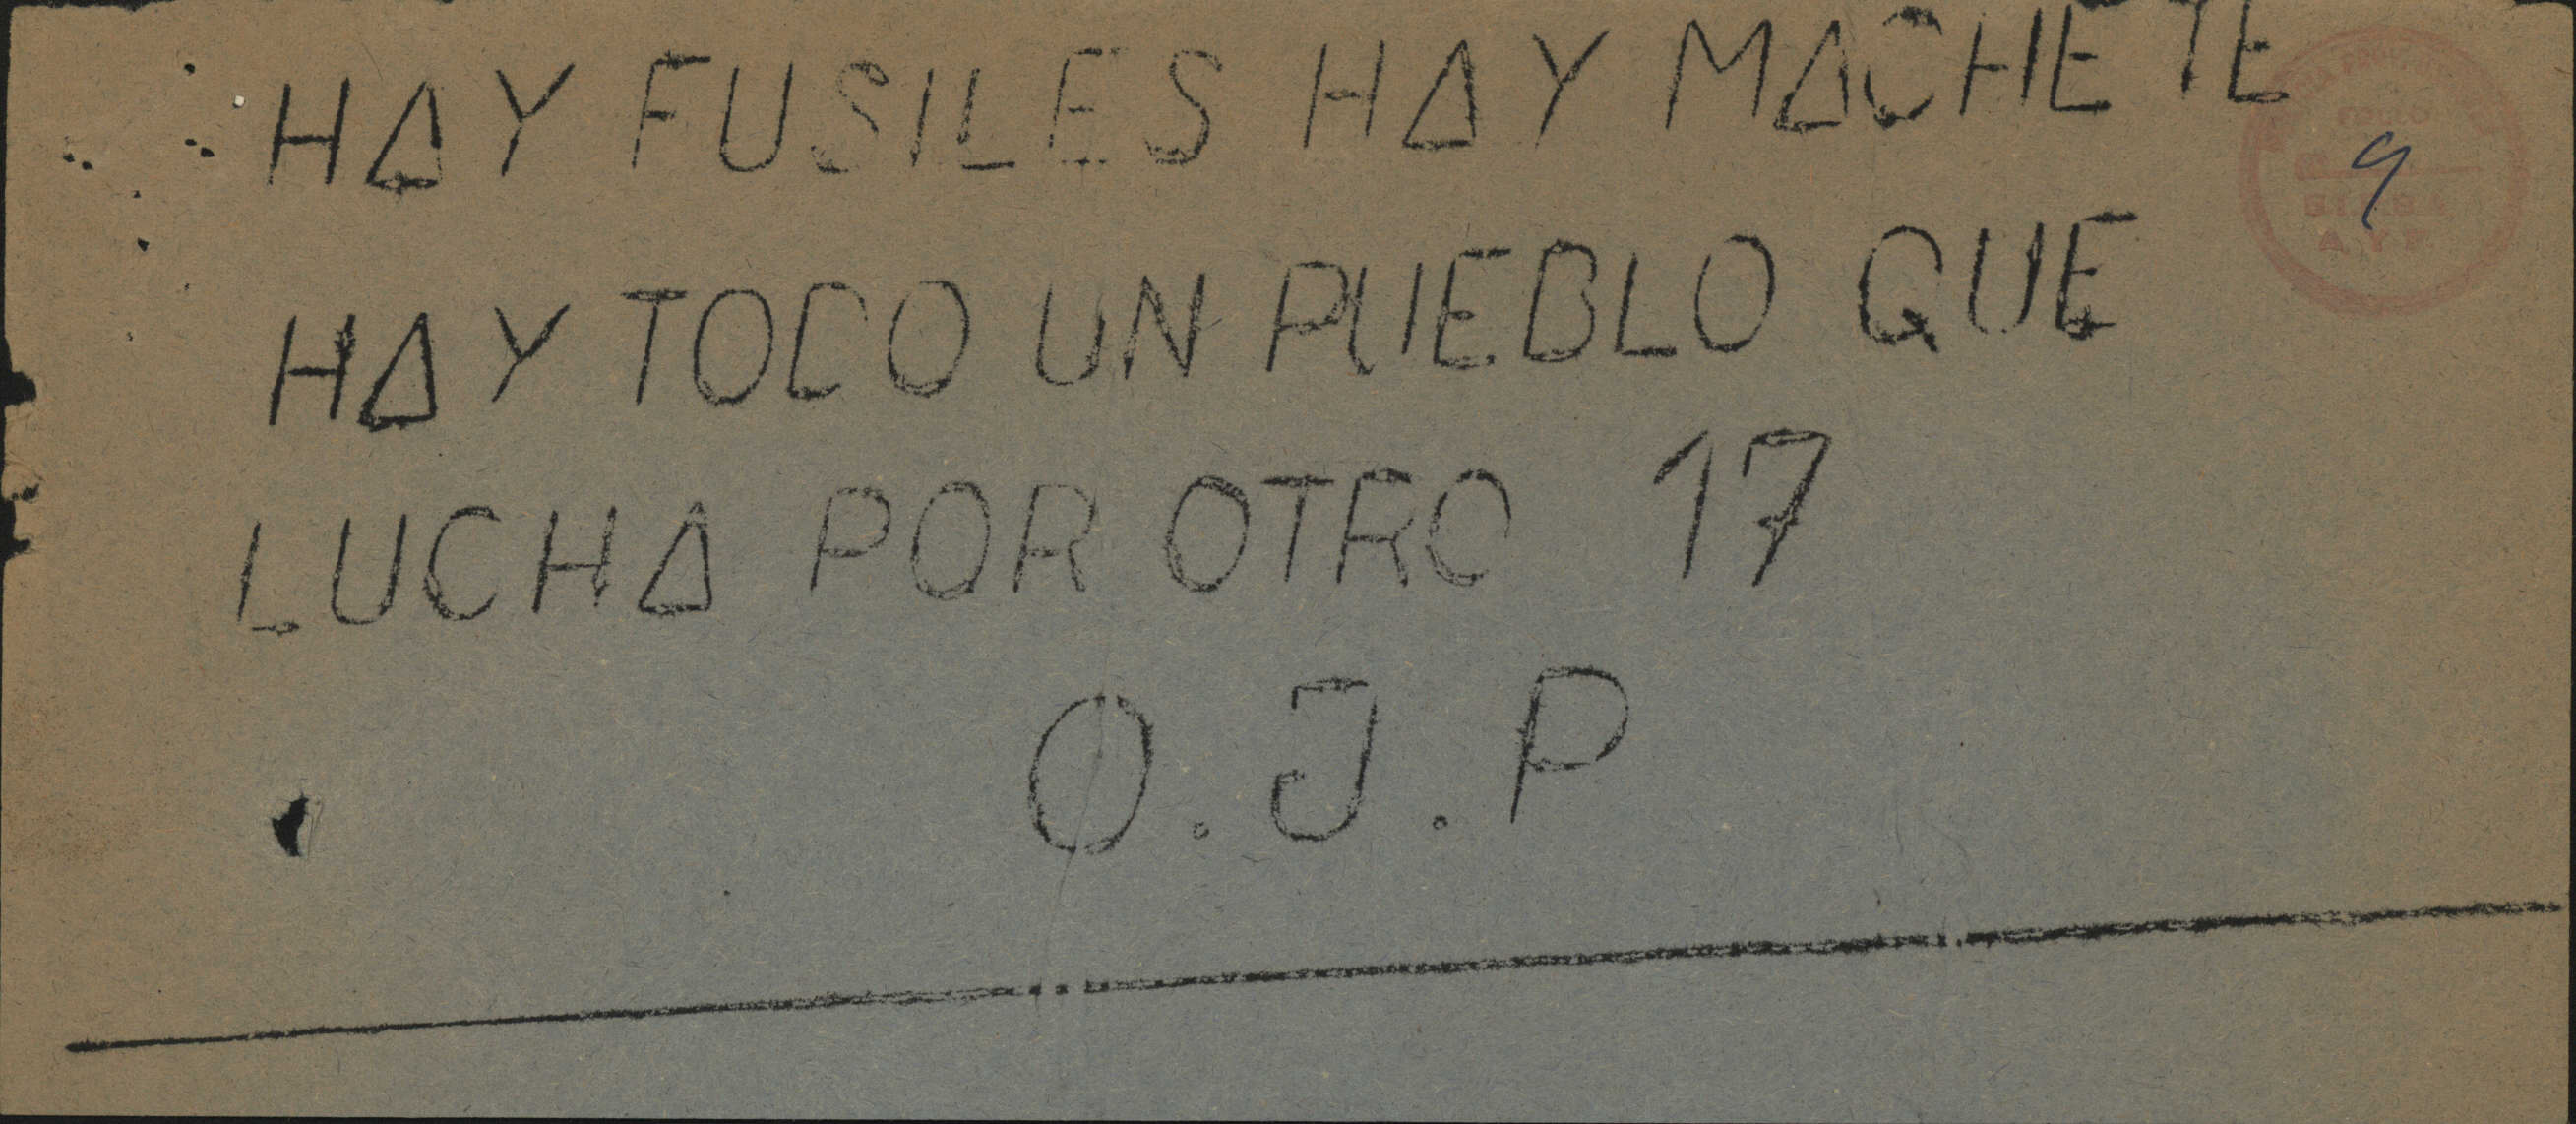 HAY FUSILES HAY MACHETE
9
HAY TODO UN PUEBLO QUE
LUCHA POR OTRO 17
O.J.P